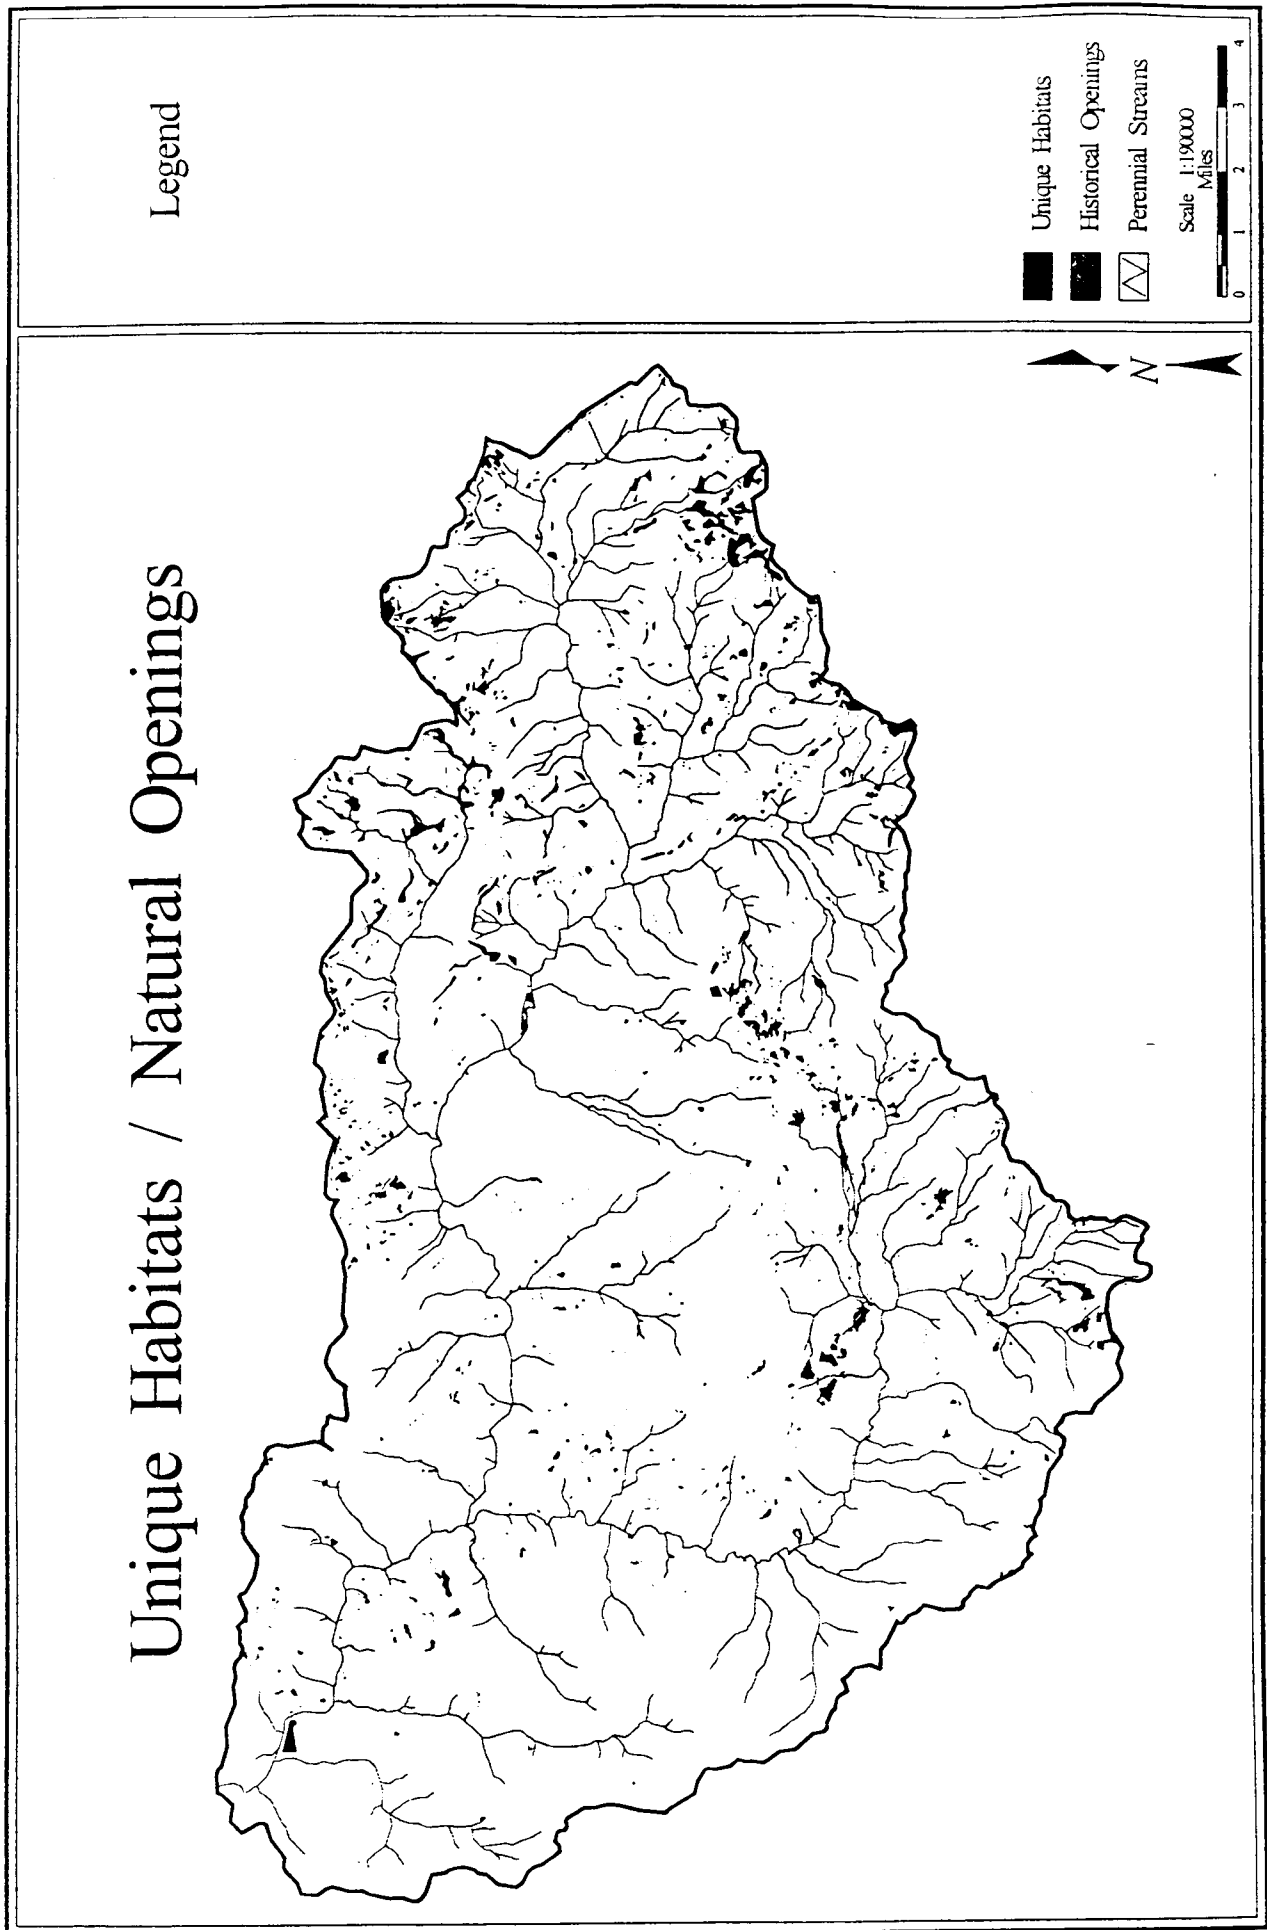 Unique Habitats / Natural Openings
Legend
Unique Habitats
Historical Openings
Perennial Streams
Scale 1:190000
Miles
0 1 2 3 4
N